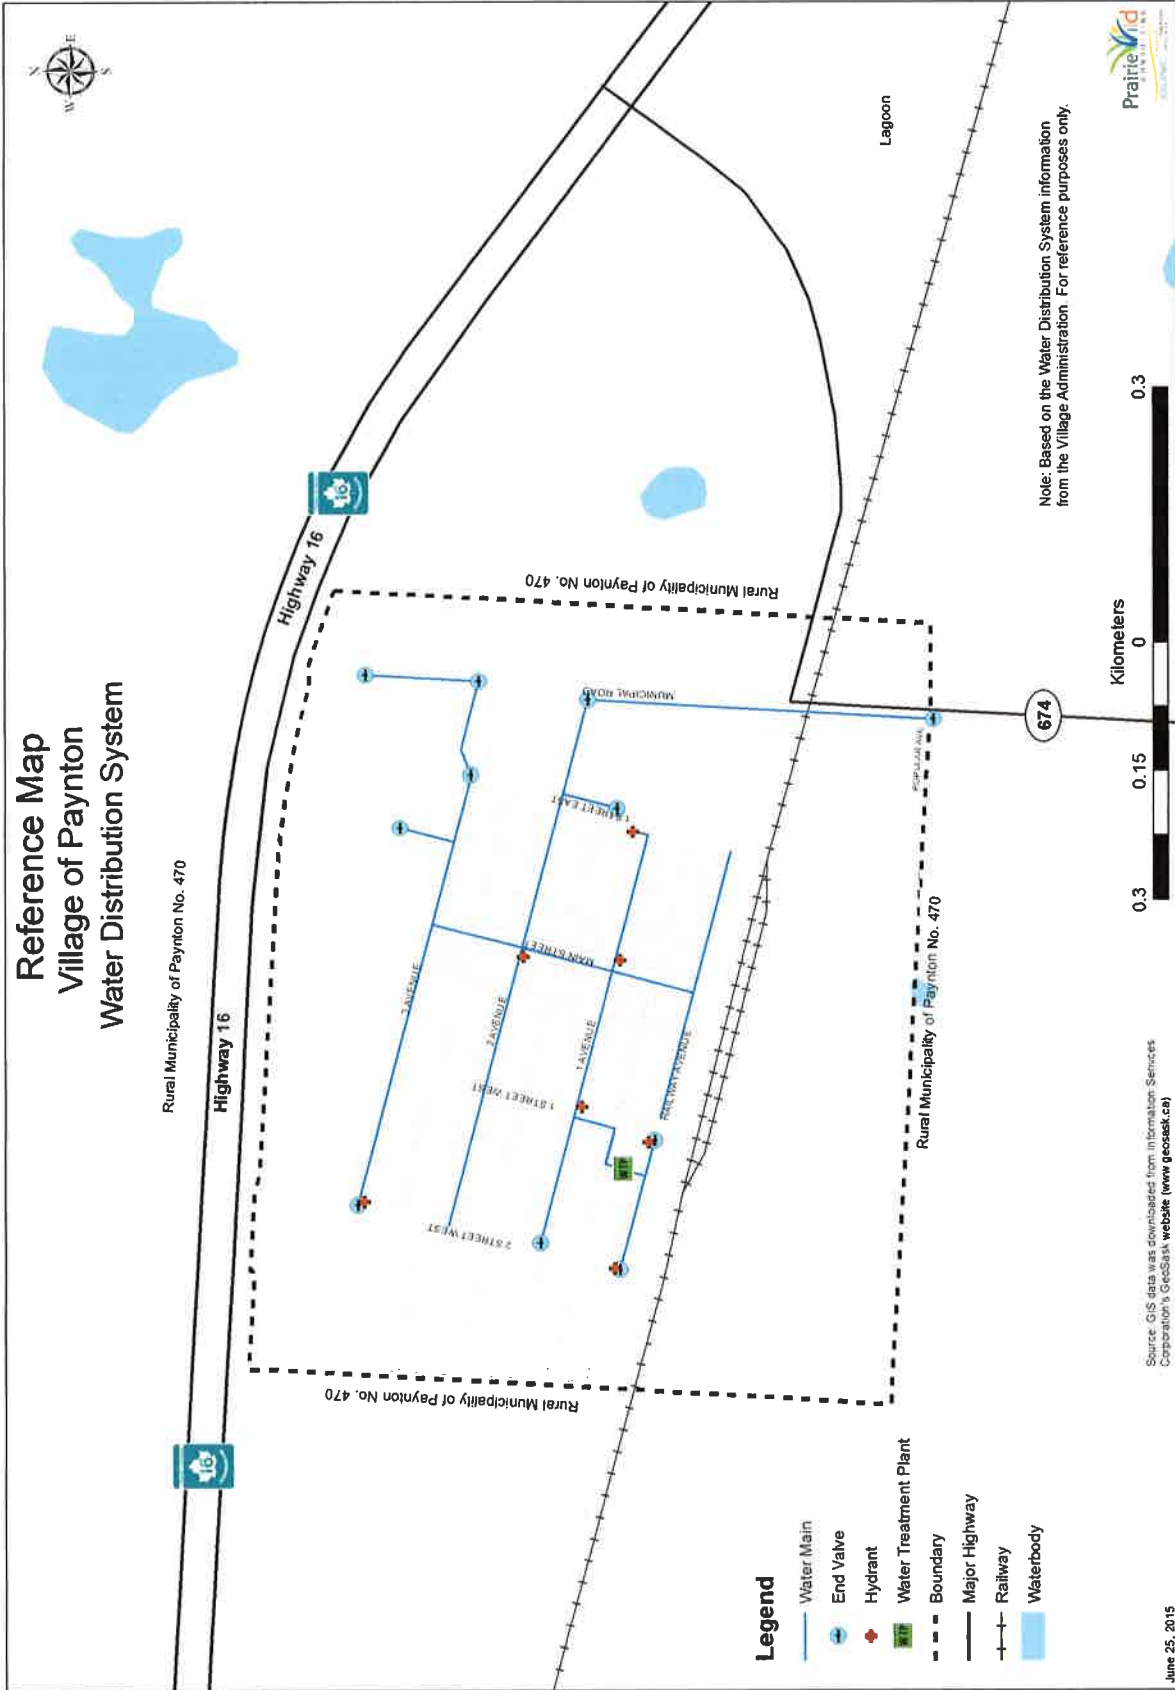 Reference Map
Village of Paynton
Water Distribution System
N
E
S
W
Rural Municipality of Paynton No. 470
Highway 16
Highway 16
16
16
Rural Municipality of Paynton No. 470
Rural Municipality of Paynton No. 470
Rural Municipality of Paynton No. 470
3 AVENUE
2 AVENUE
1 AVENUE
RAILWAY AVENUE
MAIN STREET
1 STREET EAST
1 STREET WEST
2 STREET WEST
MUNICIPAL ROAD
POPULAR AVE
WTP
674
Lagoon
Legend
Water Main
End Valve
Hydrant
WTP
Water Treatment Plant
Boundary
Major Highway
Railway
Waterbody
Kilometers
0.3
0.15
0
0.3
Note: Based on the Water Distribution System information
from the Village Administration. For reference purposes only.
Source: GIS data was downloaded from Information Services
Corporation's GeoSask website (www.geosask.ca)
June 25, 2015
Prairie Wild